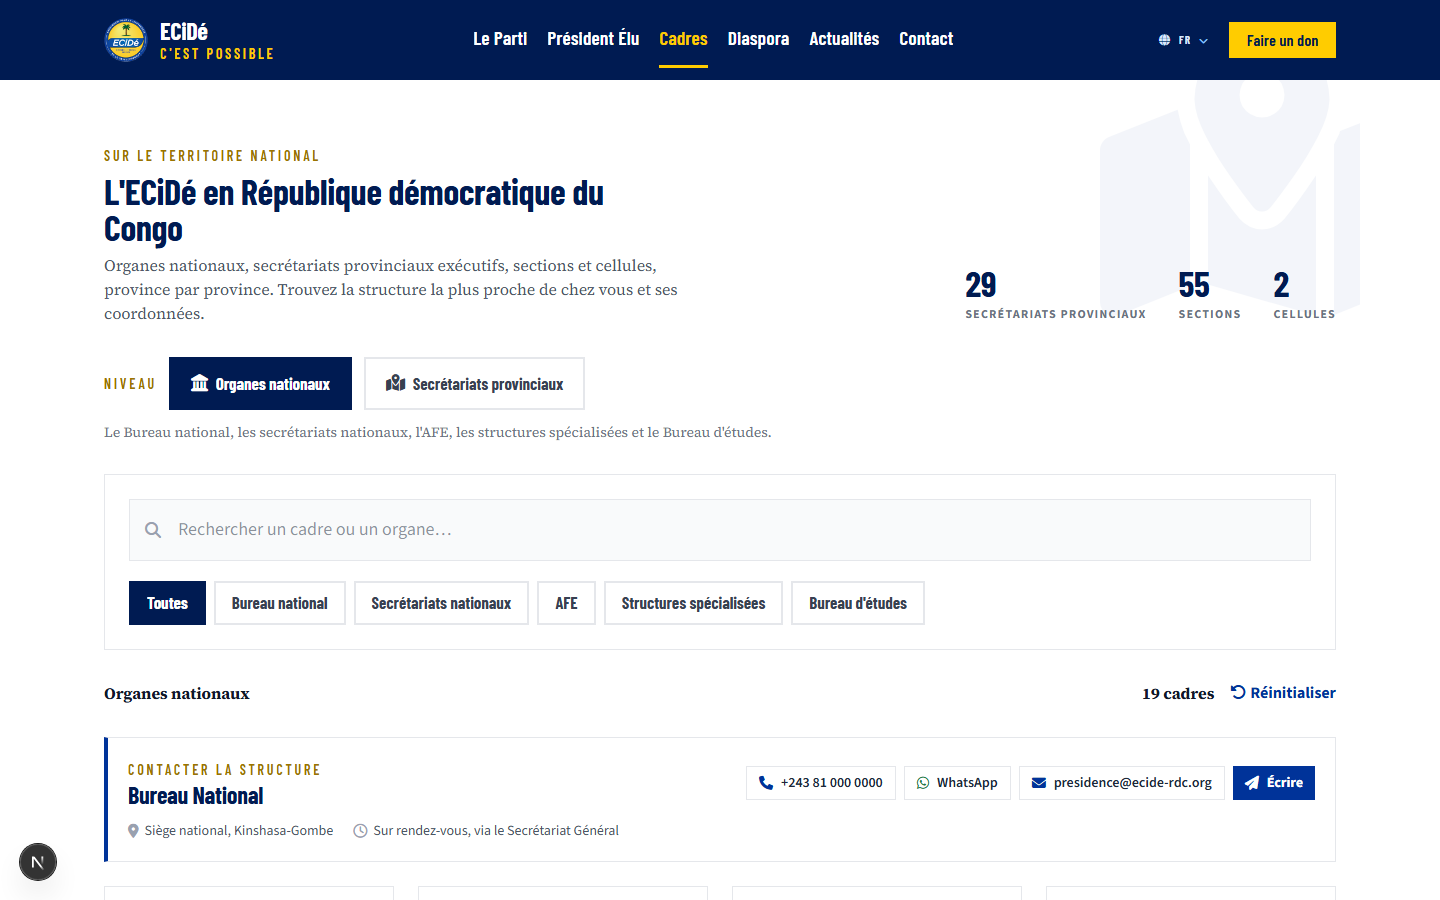 ECiDé
C'EST POSSIBLE
Le Parti
Président Élu
Cadres
Diaspora
Actualités
Contact
FR
Faire un don
SUR LE TERRITOIRE NATIONAL
L'ECiDé en République démocratique du
Congo
Organes nationaux, secrétariats provinciaux exécutifs, sections et cellules,
province par province. Trouvez la structure la plus proche de chez vous et ses
coordonnées.
29
SECRÉTARIATS PROVINCIAUX
55
SECTIONS
2
CELLULES
NIVEAU
Organes nationaux
Secrétariats provinciaux
Le Bureau national, les secrétariats nationaux, l'AFE, les structures spécialisées et le Bureau d'études.
Rechercher un cadre ou un organe…
Toutes
Bureau national
Secrétariats nationaux
AFE
Structures spécialisées
Bureau d'études
Organes nationaux
19 cadres
Réinitialiser
CONTACTER LA STRUCTURE
Bureau National
+243 81 000 0000
WhatsApp
presidence@ecide-rdc.org
Écrire
Siège national, Kinshasa-Gombe
Sur rendez-vous, via le Secrétariat Général
N